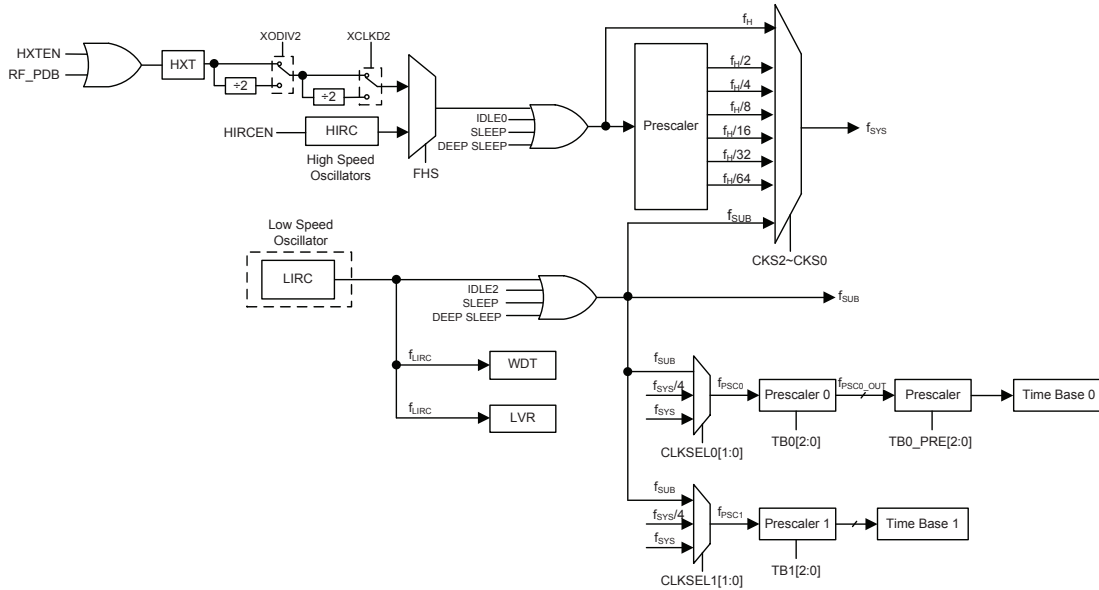 HXTEN
RF_PDB
HXT
÷2
XODIV2
÷2
XCLKD2
HIRCEN
HIRC
High Speed
Oscillators
FHS
IDLE0
SLEEP
DEEP SLEEP
fH
Prescaler
fH/2
fH/4
fH/8
fH/16
fH/32
fH/64
fSUB
CKS2~CKS0
fSYS
Low Speed
Oscillator
LIRC
IDLE2
SLEEP
DEEP SLEEP
fSUB
fLIRC
WDT
fLIRC
LVR
fSUB
fSYS/4
fSYS
CLKSEL0[1:0]
fPSC0
Prescaler 0
TB0[2:0]
fPSC0_OUT
Prescaler
TB0_PRE[2:0]
Time Base 0
fSUB
fSYS/4
fSYS
CLKSEL1[1:0]
fPSC1
Prescaler 1
TB1[2:0]
Time Base 1